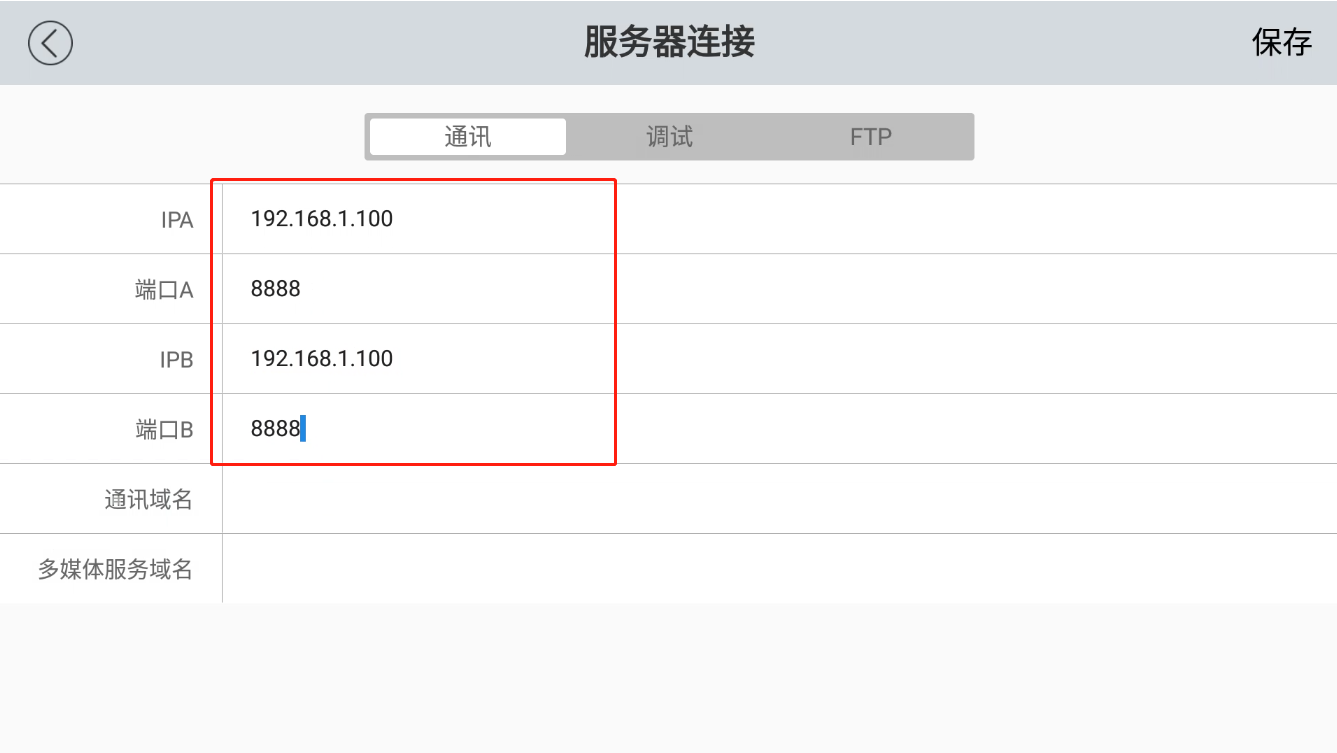 服务器连接
保存
通讯 调试 FTP
IPA 192.168.1.100
端口A 8888
IPB 192.168.1.100
端口B 8888
通讯域名
多媒体服务域名